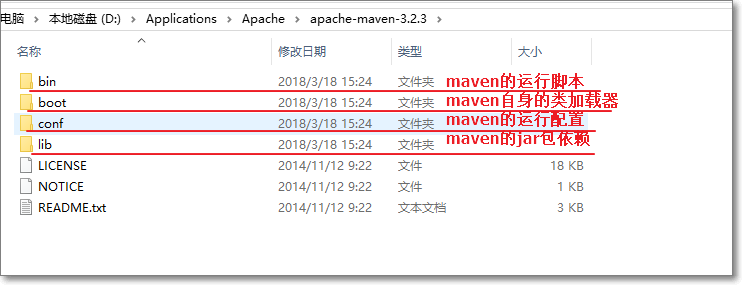 电脑 › 本地磁盘 (D:) › Applications › Apache › apache-maven-3.2.3 ›
名称 修改日期 类型 大小
bin 2018/3/18 15:24 文件夹 maven的运行脚本
boot 2018/3/18 15:24 文件夹 maven自身的类加载器
conf 2018/3/18 15:24 文件夹 maven的运行配置
lib 2018/3/18 15:24 文件夹 maven的jar包依赖
LICENSE 2014/11/12 9:22 文件 18 KB
NOTICE 2014/11/12 9:22 文件 1 KB
README.txt 2014/11/12 9:22 文本文档 3 KB